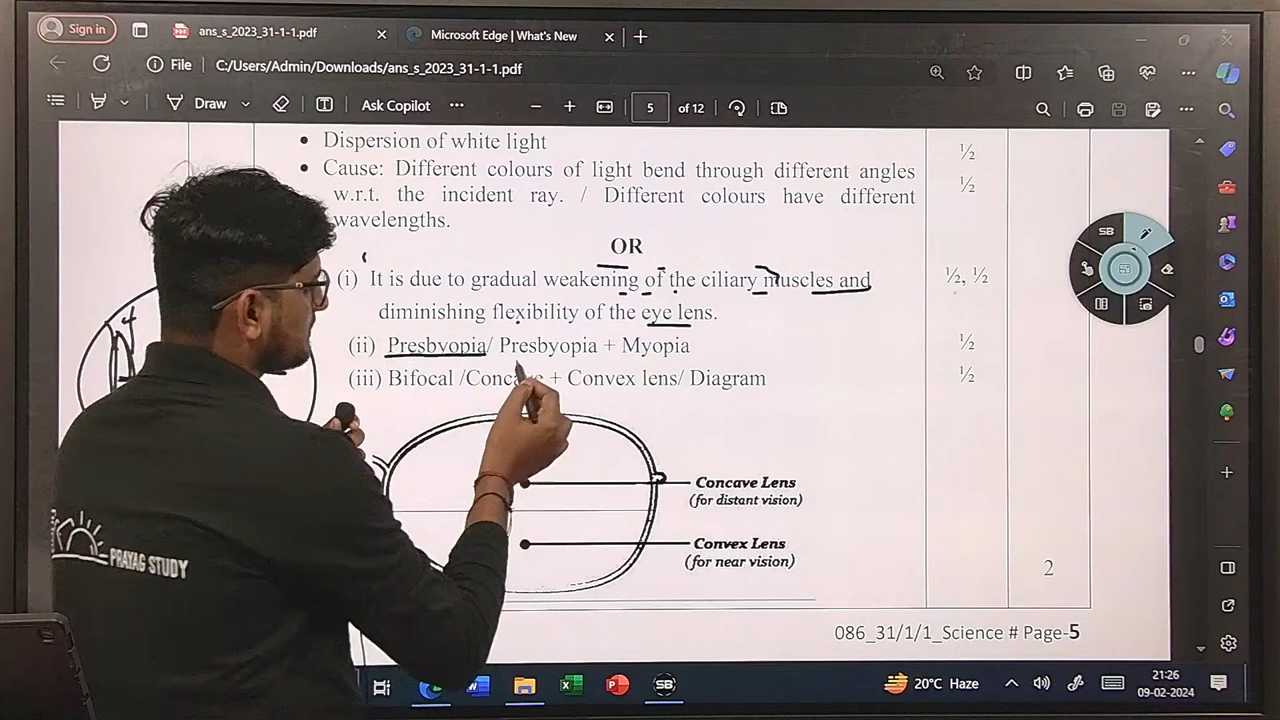 Sign in
ans_s_2023_31-1-1.pdf
Microsoft Edge | What's New
File
C:/Users/Admin/Downloads/ans_s_2023_31-1-1.pdf
Draw
Ask Copilot
5 of 12
• Dispersion of white light
½
• Cause: Different colours of light bend through different angles
½
w.r.t. the incident ray. / Different colours have different
wavelengths.
OR
(i) It is due to gradual weakening of the ciliary muscles and
½, ½
diminishing flexibility of the eye lens.
(ii) Presbyopia/ Presbyopia + Myopia
½
(iii) Bifocal /Concave + Convex lens/ Diagram
½
Concave Lens
(for distant vision)
Convex Lens
(for near vision)
2
086_31/1/1_Science # Page-5
SB
PRAYAG STUDY
SB
20°C Haze
21:26
09-02-2024